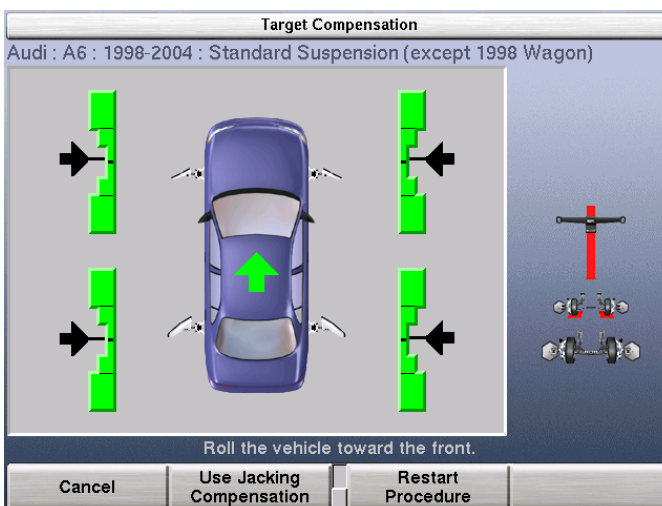 Target Compensation
Audi : A6 : 1998-2004 : Standard Suspension (except 1998 Wagon)
Roll the vehicle toward the front.
Cancel
Use Jacking
Compensation
Restart
Procedure